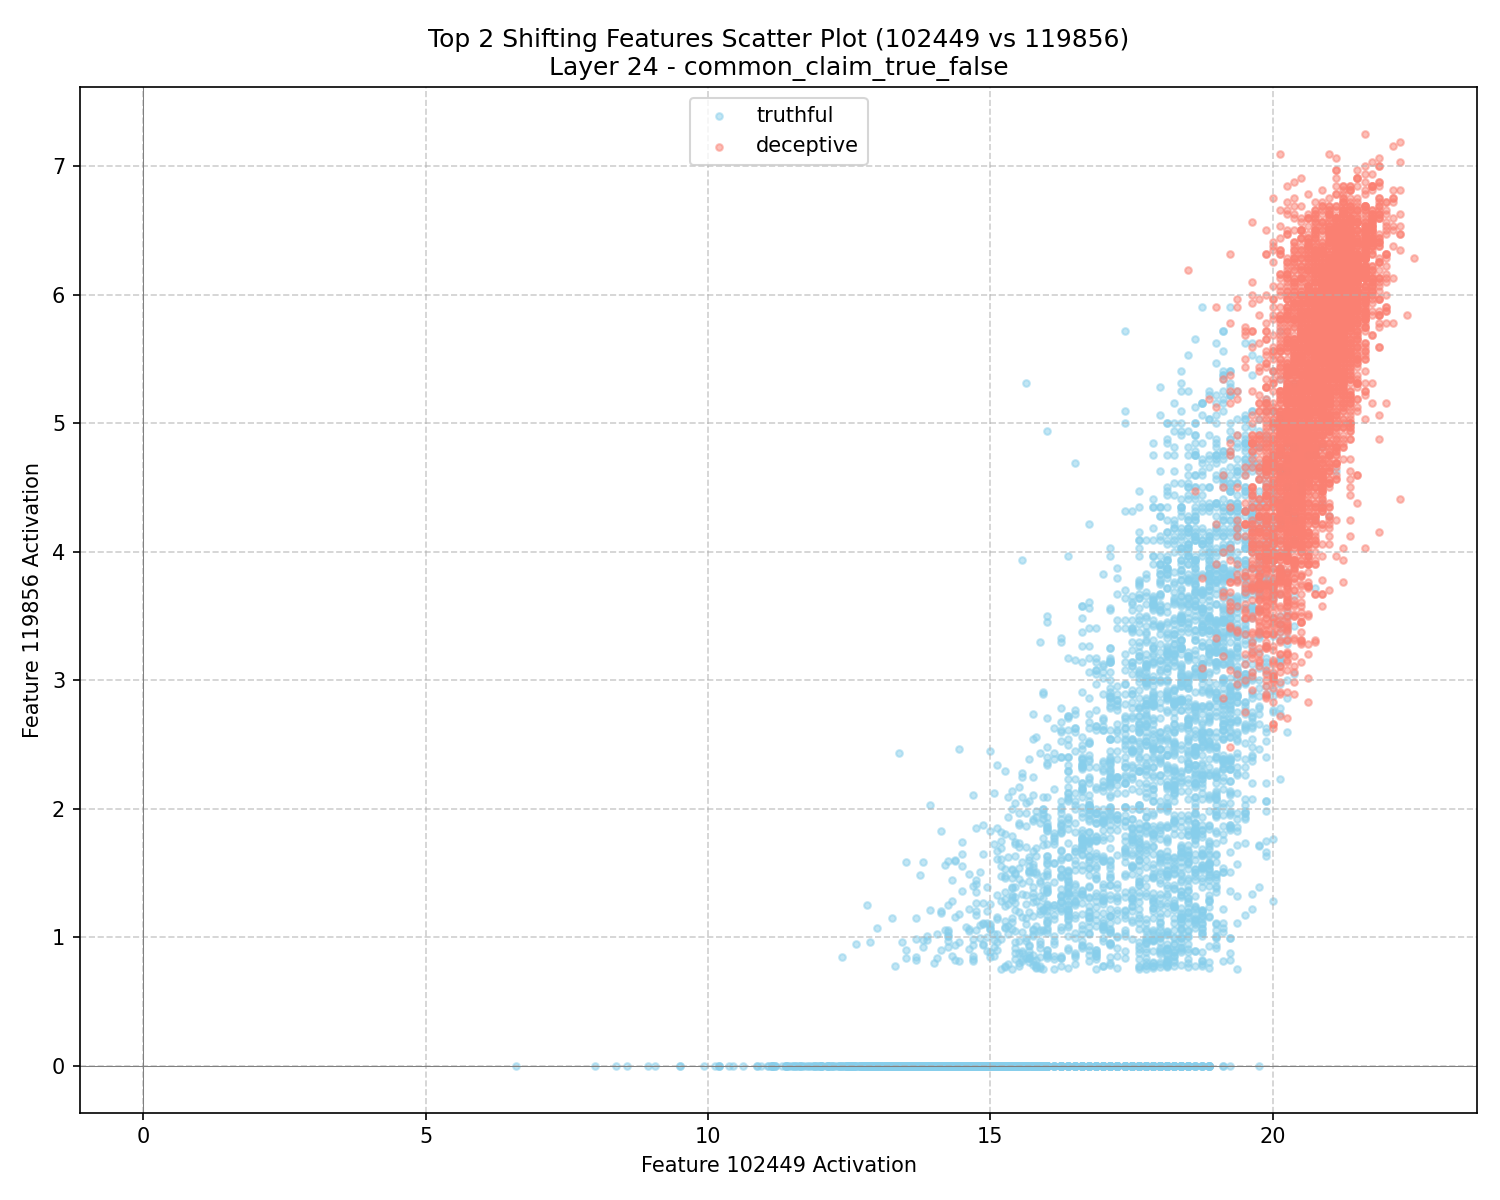 Top 2 Shifting Features Scatter Plot (102449 vs 119856)
Layer 24 - common_claim_true_false
truthful
deceptive
Feature 119856 Activation
7
6
5
4
3
2
1
0
0 5 10 15 20
Feature 102449 Activation